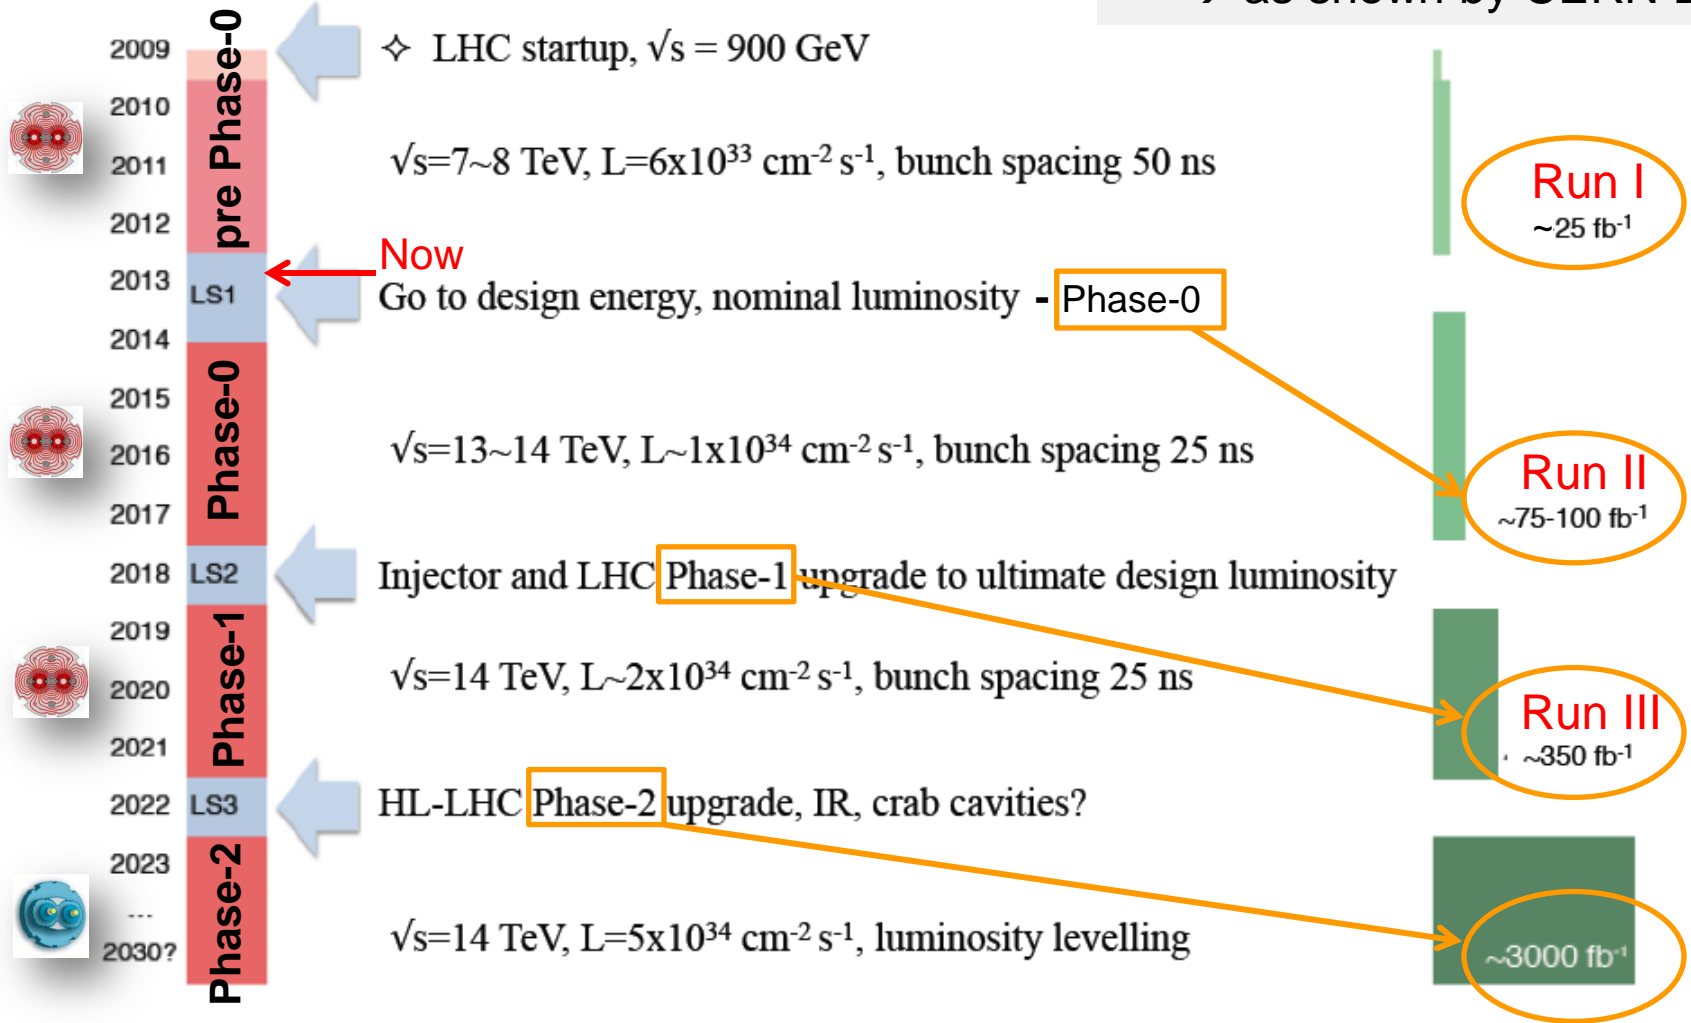 as shown by CERN
2009
✧ LHC startup, √s = 900 GeV
pre Phase-0
2010
2011
√s=7~8 TeV, L=6x10³³ cm⁻² s⁻¹, bunch spacing 50 ns
Run I
~25 fb⁻¹
2012
Now
2013
LS1
Go to design energy, nominal luminosity - Phase-0
2014
Phase-0
2015
2016
√s=13~14 TeV, L~1x10³⁴ cm⁻² s⁻¹, bunch spacing 25 ns
Run II
~75-100 fb⁻¹
2017
2018
LS2
Injector and LHC Phase-1 upgrade to ultimate design luminosity
2019
Phase-1
2020
√s=14 TeV, L~2x10³⁴ cm⁻² s⁻¹, bunch spacing 25 ns
Run III
~350 fb⁻¹
2021
2022
LS3
HL-LHC Phase-2 upgrade, IR, crab cavities?
2023
Phase-2
---
2030?
√s=14 TeV, L=5x10³⁴ cm⁻² s⁻¹, luminosity levelling
~3000 fb⁻¹